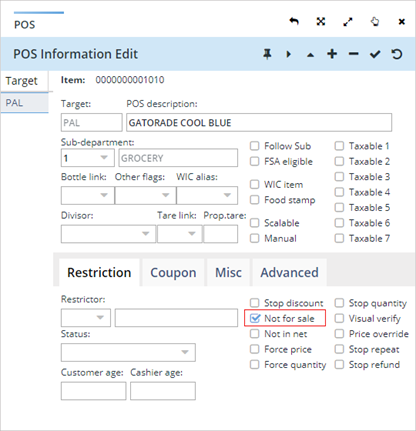 POS
POS Information Edit
Target
PAL
Item: 0000000001010
Target: POS description:
PAL GATORADE COOL BLUE
Sub-department:
1 GROCERY
Bottle link: Other flags: WIC alias:
Divisor: Tare link: Prop.tare:
Follow Sub
FSA eligible
WIC item
Food stamp
Scalable
Manual
Taxable 1
Taxable 2
Taxable 3
Taxable 4
Taxable 5
Taxable 6
Taxable 7
Restriction Coupon Misc Advanced
Restrictor:
Status:
Customer age: Cashier age:
Stop discount
Not for sale
Not in net
Force price
Force quantity
Stop quantity
Visual verify
Price override
Stop repeat
Stop refund